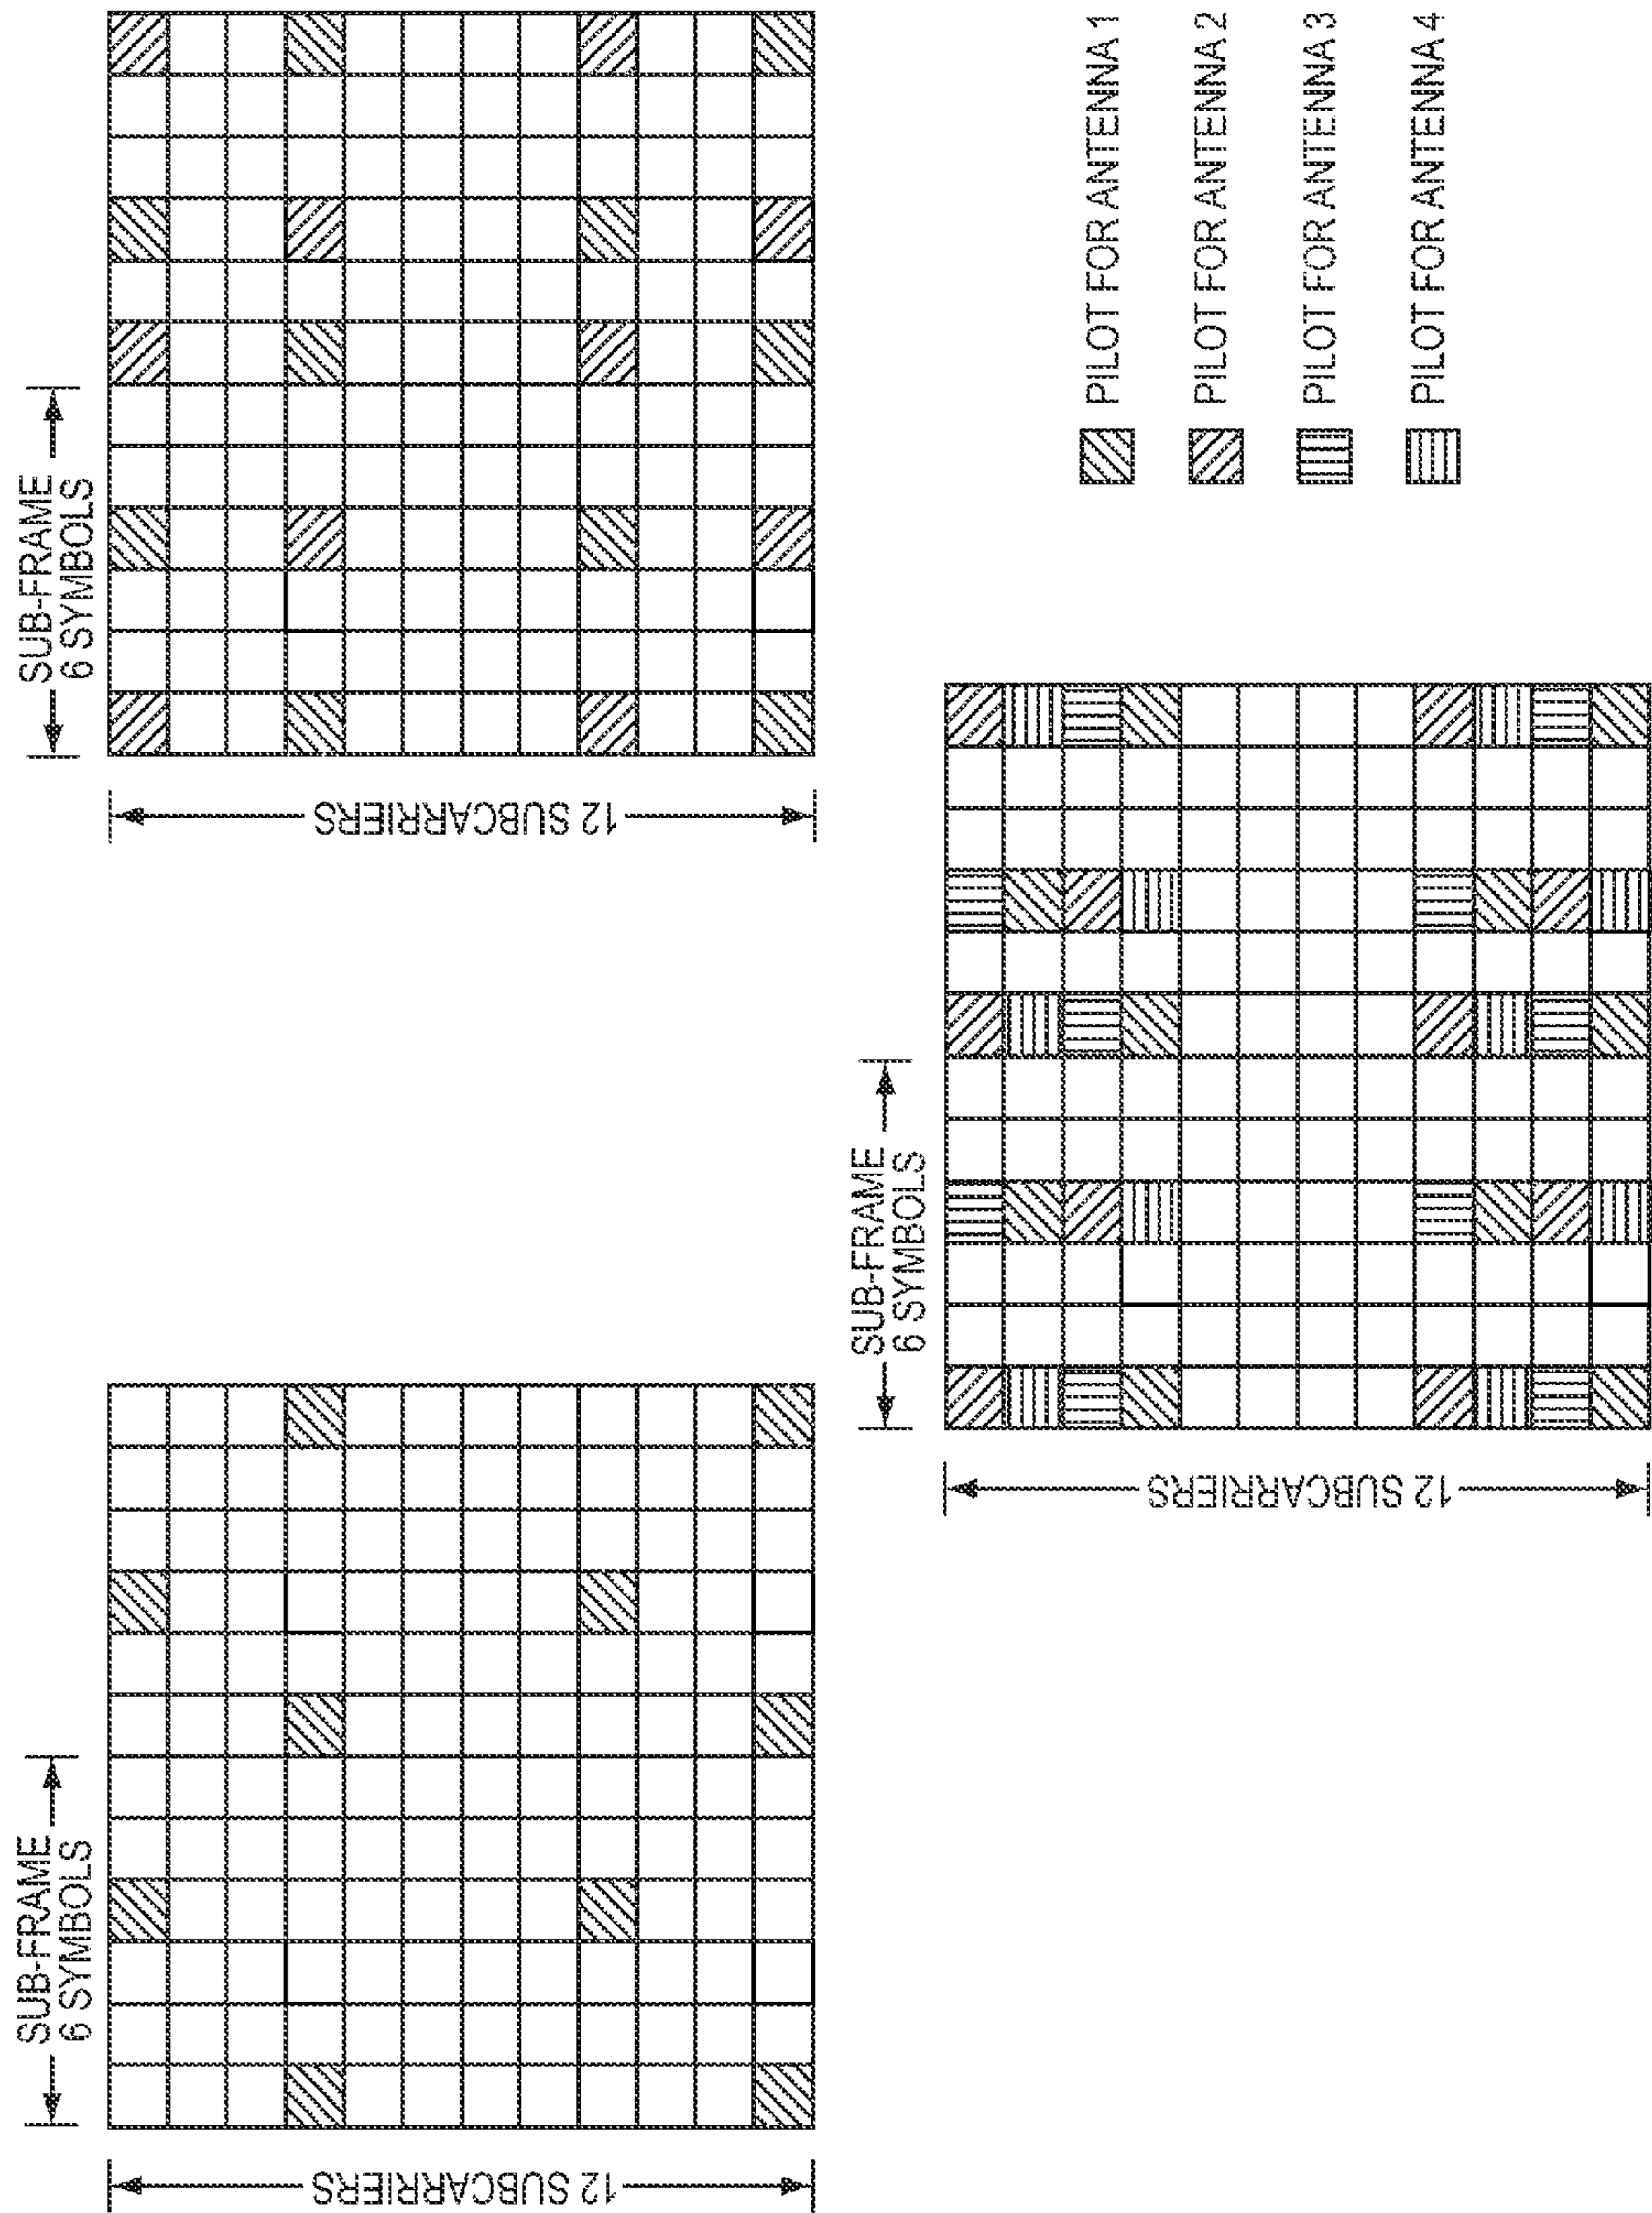 SUB-FRAME
6 SYMBOLS
12 SUBCARRIERS
SUB-FRAME
6 SYMBOLS
12 SUBCARRIERS
SUB-FRAME
6 SYMBOLS
12 SUBCARRIERS
PILOT FOR ANTENNA 1
PILOT FOR ANTENNA 2
PILOT FOR ANTENNA 3
PILOT FOR ANTENNA 4